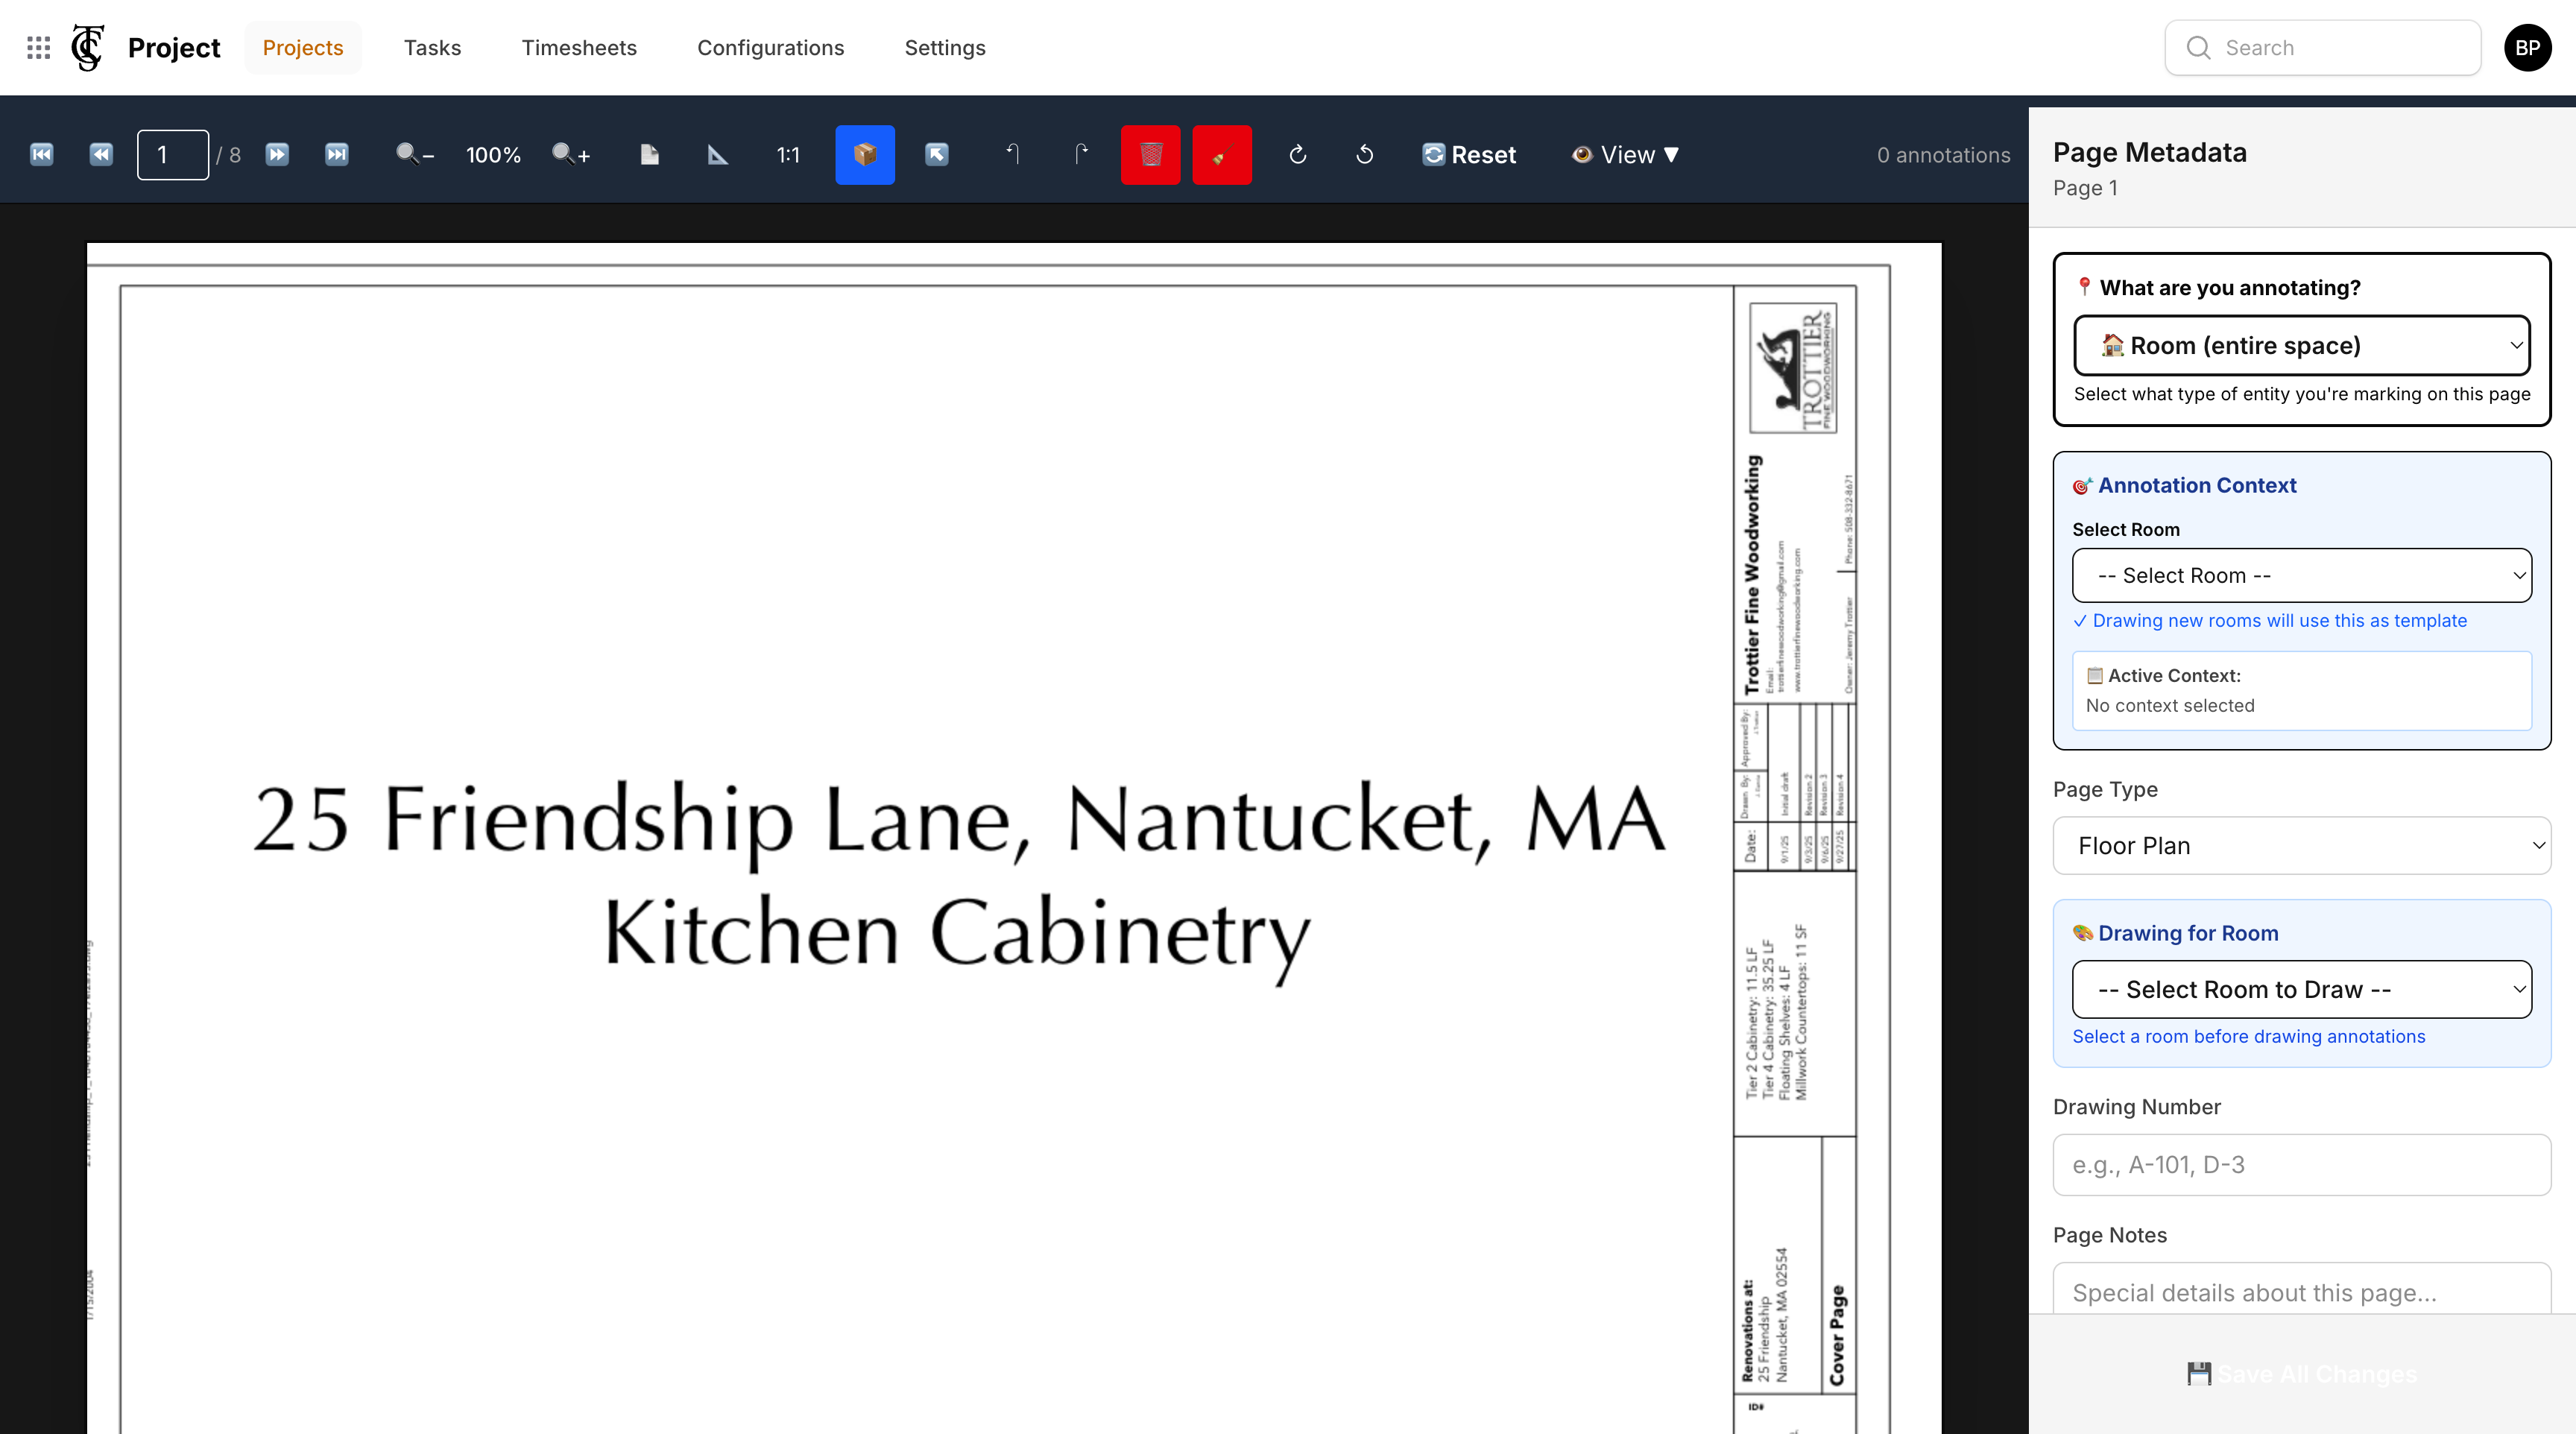 Project
Projects
Tasks
Timesheets
Configurations
Settings
Search
BP
1 / 8
100%
1:1
Reset
View ▼
0 annotations
25 Friendship Lane, Nantucket, MA
Kitchen Cabinetry
TROTTIER
FINE WOODWORKING
Trottier Fine Woodworking
Email:
trottierfinewoodworking@gmail.com
www.trottierfinewoodworking.com
Owner: Jeremy Trottier
Phone: 508-332-8671
Date:
Drawn By:
Approved By:
9/1/25 Initial draft
9/3/25 Revision 2
9/6/25 Revision 3
9/27/25 Revision 4
Tier 2 Cabinetry: 11.5 LF
Tier 4 Cabinetry: 35.25 LF
Floating Shelves: 4 LF
Millwork Countertops: 11 SF
Renovations at:
25 Friendship
Nantucket, MA 02554
Cover Page
ID#
Page Metadata
Page 1
What are you annotating?
Room (entire space)
Select what type of entity you're marking on this page
Annotation Context
Select Room
-- Select Room --
✓ Drawing new rooms will use this as template
Active Context:
No context selected
Page Type
Floor Plan
Drawing for Room
-- Select Room to Draw --
Select a room before drawing annotations
Drawing Number
e.g., A-101, D-3
Page Notes
Special details about this page...
Save All Changes